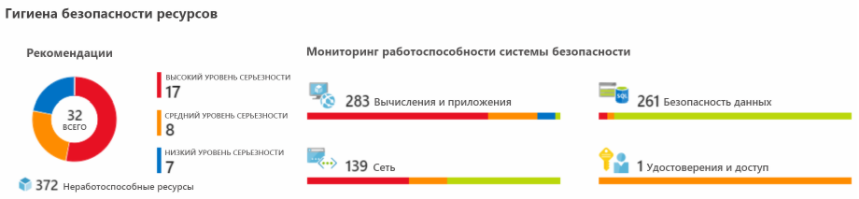 Гигиена безопасности ресурсов
Рекомендации
32
ВСЕГО
ВЫСОКИЙ УРОВЕНЬ СЕРЬЕЗНОСТИ
17
СРЕДНИЙ УРОВЕНЬ СЕРЬЕЗНОСТИ
8
НИЗКИЙ УРОВЕНЬ СЕРЬЕЗНОСТИ
7
372 Неработоспособные ресурсы
Мониторинг работоспособности системы безопасности
283 Вычисления и приложения
SQL
261 Безопасность данных
139 Сеть
1 Удостоверения и доступ